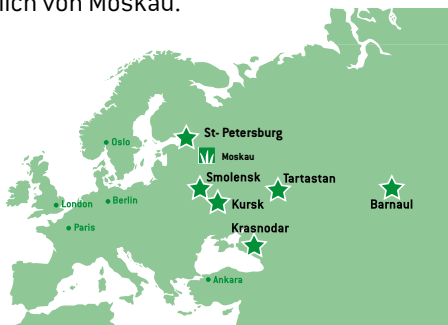 lich von Moskau.
St- Petersburg
Oslo
Moskau
Smolensk
Tartastan
London
Berlin
Kursk
Barnaul
Paris
Krasnodar
Ankara